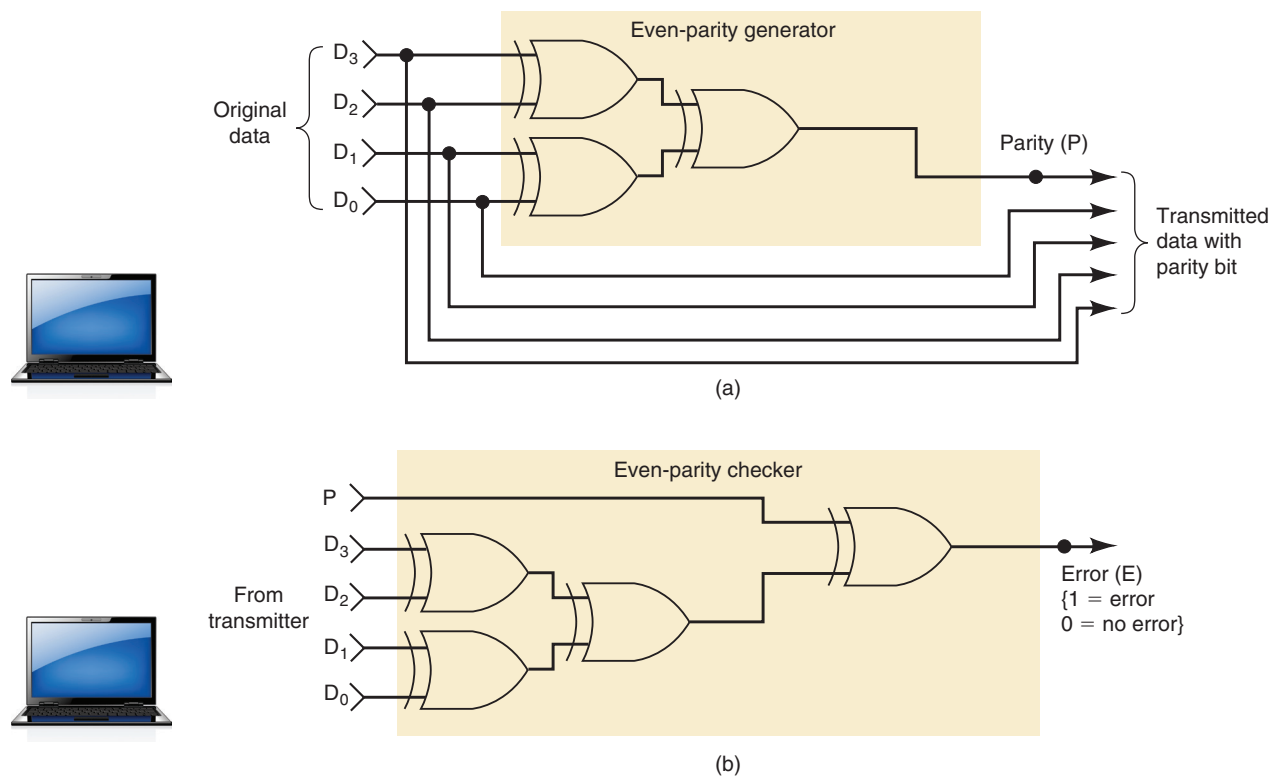 Even-parity generator
D₃
D₂
Original
data
D₁
D₀
Parity (P)
Transmitted
data with
parity bit
(a)
Even-parity checker
P
D₃
D₂
From
transmitter
D₁
D₀
Error (E)
{1 = error
0 = no error}
(b)